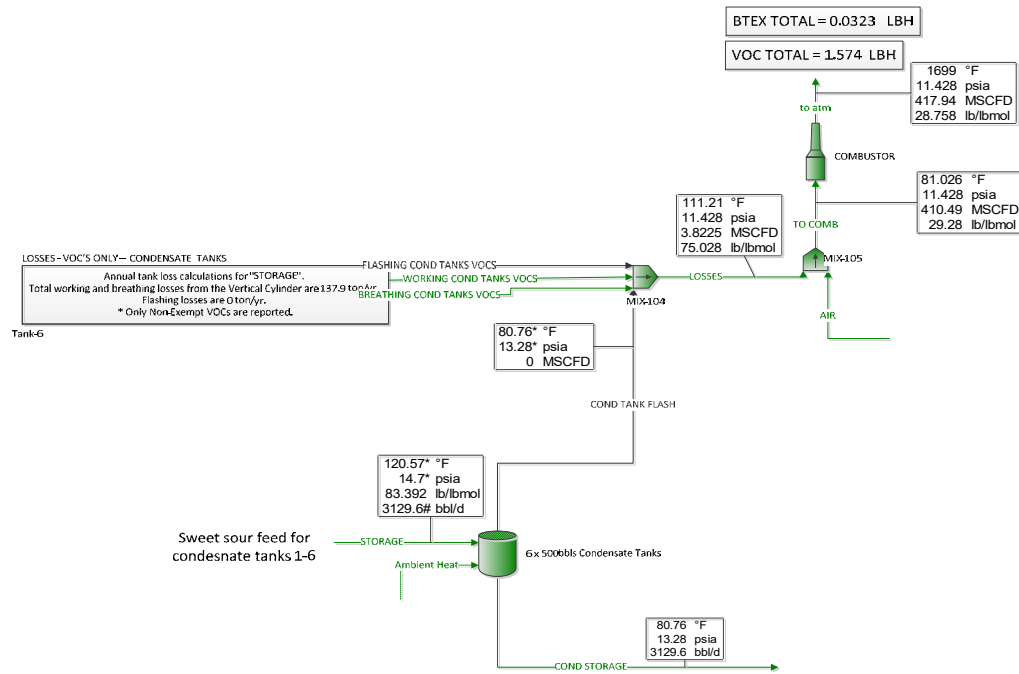 BTEX TOTAL = 0.0323 LBH
VOC TOTAL = 1.574 LBH
1699 °F
11.428 psia
417.94 MSCFD
28.758 lb/lbmol
to atm
COMBUSTOR
81.026 °F
11.428 psia
410.49 MSCFD
29.28 lb/lbmol
TO COMB
111.21 °F
11.428 psia
3.8225 MSCFD
75.028 lb/lbmol
MIX-105
LOSSES - VOC'S ONLY - CONDENSATE TANKS
Annual tank loss calculations for "STORAGE".
Total working and breathing losses from the Vertical Cylinder are 137.9 ton/yr.
Flashing losses are 0 ton/yr.
* Only Non-Exempt VOCs are reported.
Tank-6
FLASHING COND TANKS VOCS
WORKING COND TANKS VOCS
BREATHING COND TANKS VOCS
LOSSES
MIX-104
AIR
80.76* °F
13.28* psia
0 MSCFD
COND TANK FLASH
120.57* °F
14.7* psia
83.392 lb/lbmol
3129.6# bbl/d
Sweet sour feed for
condesnate tanks 1-6
STORAGE
6 x 500bbls Condensate Tanks
Ambient Heat
80.76 °F
13.28 psia
3129.6 bbl/d
COND STORAGE